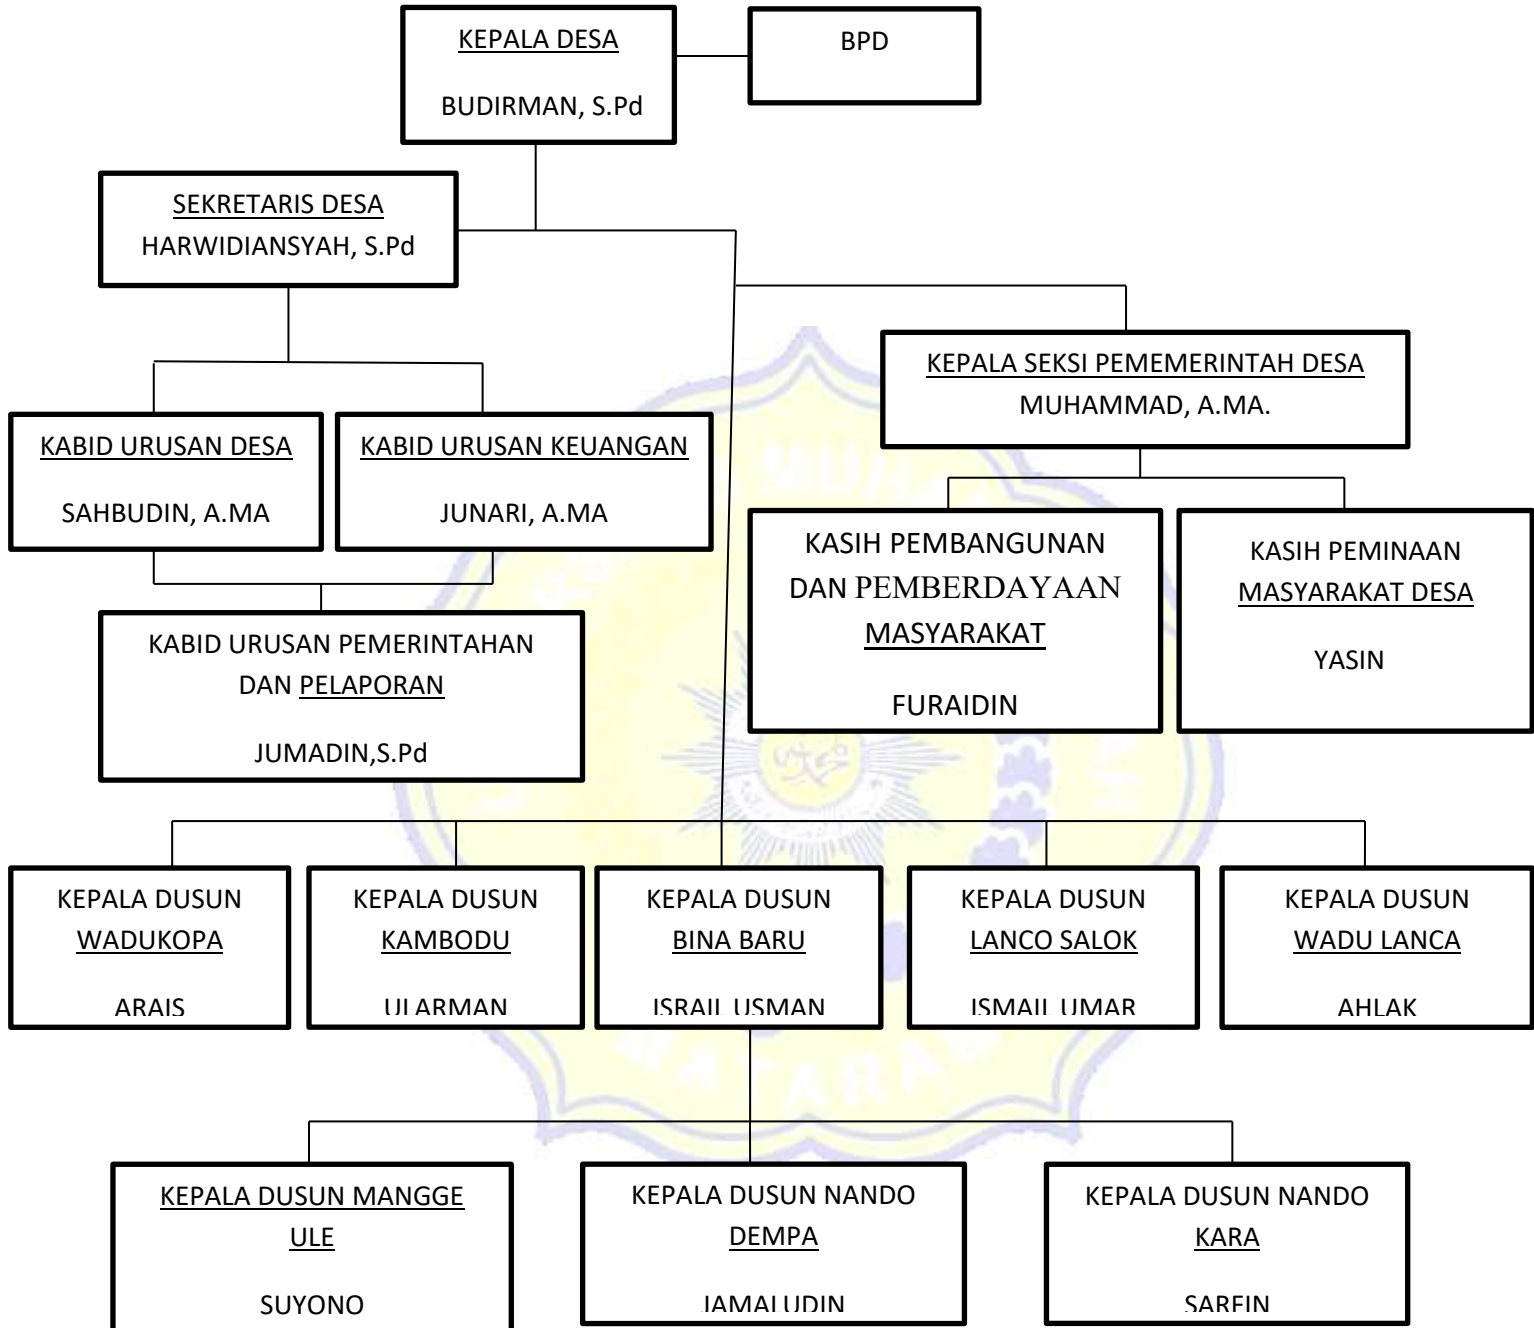 KEPALA DESA
BUDIRMAN, S.Pd
BPD
SEKRETARIS DESA
HARWIDIANSYAH, S.Pd
KEPALA SEKSI PEMEMERINTAH DESA
MUHAMMAD, A.MA.
KABID URUSAN DESA
SAHBUDIN, A.MA
KABID URUSAN KEUANGAN
JUNARI, A.MA
KASIH PEMBANGUNAN
DAN PEMBERDAYAAN
MASYARAKAT
FURAIDIN
KASIH PEMINAAN
MASYARAKAT DESA
YASIN
KABID URUSAN PEMERINTAHAN
DAN PELAPORAN
JUMADIN,S.Pd
KEPALA DUSUN
WADUKOPA
ARAIS
KEPALA DUSUN
KAMBODU
ULARMAN
KEPALA DUSUN
BINA BARU
ISRAIL USMAN
KEPALA DUSUN
LANCO SALOK
ISMAIL UMAR
KEPALA DUSUN
WADU LANCA
AHLAK
KEPALA DUSUN MANGGE
ULE
SUYONO
KEPALA DUSUN NANDO
DEMPA
JAMALUDIN
KEPALA DUSUN NANDO
KARA
MATARAM